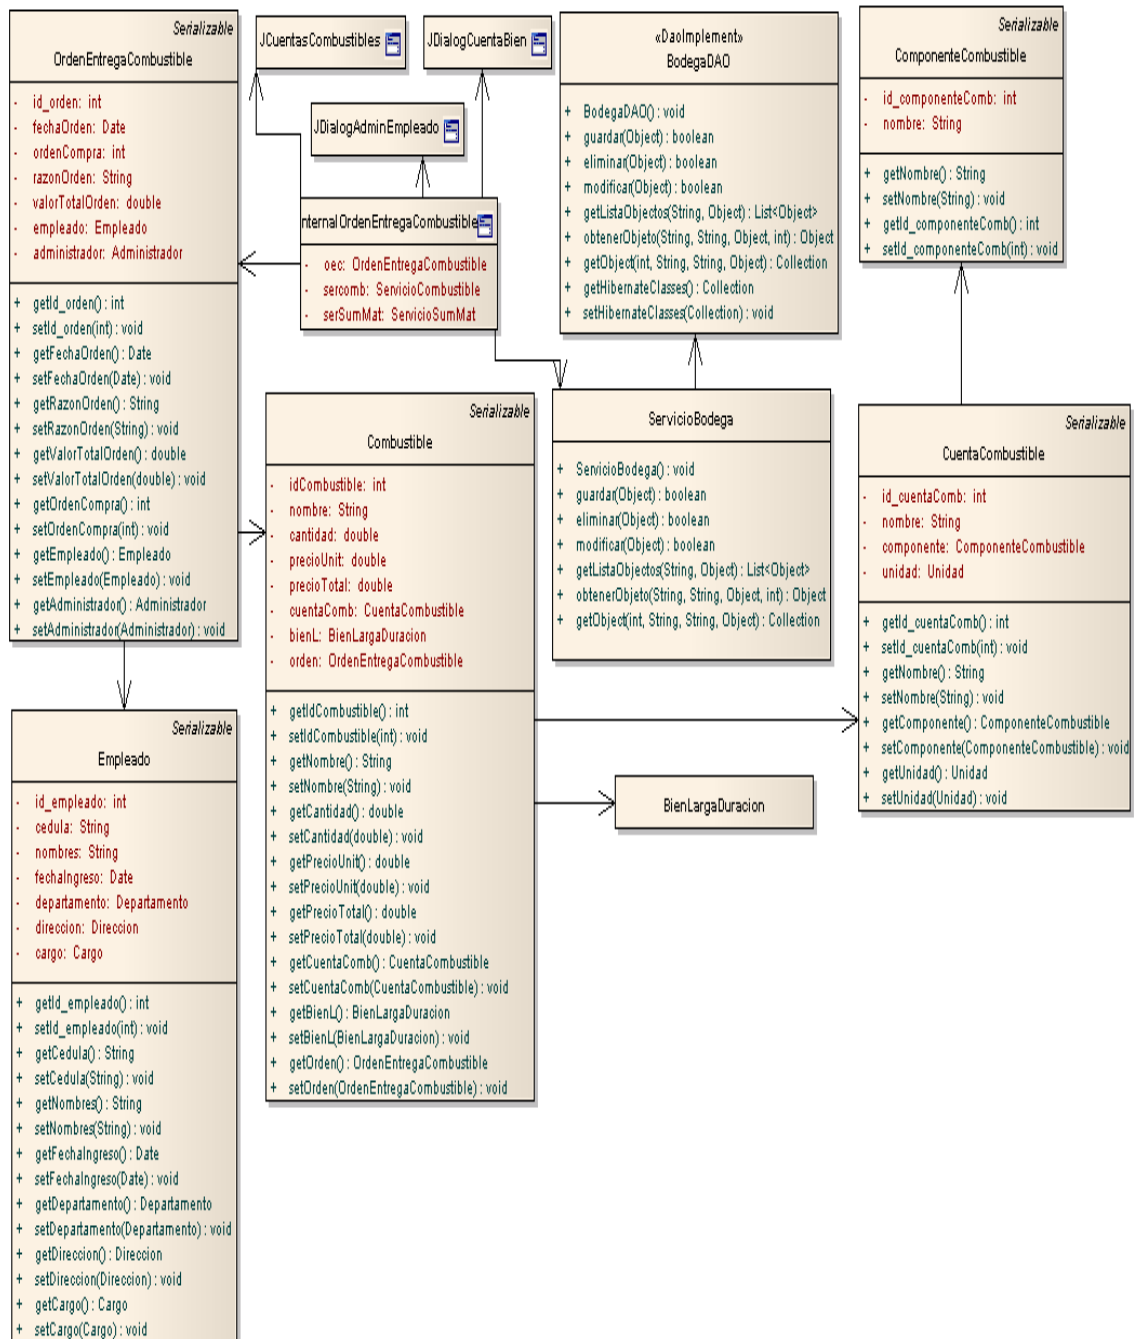 Serializable
OrdenEntregaCombustible
- id_orden: int
- fechaOrden: Date
- ordenCompra: int
- razonOrden: String
- valorTotalOrden: double
- empleado: Empleado
- administrador: Administrador
+ getId_orden() : int
+ setId_orden(int) : void
+ getFechaOrden() : Date
+ setFechaOrden(Date) : void
+ getRazonOrden() : String
+ setRazonOrden(String) : void
+ getValorTotalOrden() : double
+ setValorTotalOrden(double) : void
+ getOrdenCompra() : int
+ setOrdenCompra(int) : void
+ getEmpleado() : Empleado
+ setEmpleado(Empleado) : void
+ getAdministrador() : Administrador
+ setAdministrador(Administrador) : void
JCuentasCombustibles
JDialogCuentaBien
JDialogAdminEmpleado
nternalOrdenEntregaCombustible
- oec: OrdenEntregaCombustible
- sercomb: ServicioCombustible
- serSumMat: ServicioSumMat
«DaoImplement»
BodegaDAO
+ BodegaDAO() : void
+ guardar(Object) : boolean
+ eliminar(Object) : boolean
+ modificar(Object) : boolean
+ getListaObjectos(String, Object) : List<Object>
+ obtenerObjeto(String, String, Object, int) : Object
+ getObject(int, String, String, Object) : Collection
+ getHibernateClasses() : Collection
+ setHibernateClasses(Collection) : void
Serializable
ComponenteCombustible
- id_componenteComb: int
- nombre: String
+ getNombre() : String
+ setNombre(String) : void
+ getId_componenteComb() : int
+ setId_componenteComb(int) : void
Serializable
Combustible
- idCombustible: int
- nombre: String
- cantidad: double
- precioUnit: double
- precioTotal: double
- cuentaComb: CuentaCombustible
- bienL: BienLargaDuracion
- orden: OrdenEntregaCombustible
+ getIdCombustible() : int
+ setIdCombustible(int) : void
+ getNombre() : String
+ setNombre(String) : void
+ getCantidad() : double
+ setCantidad(double) : void
+ getPrecioUnit() : double
+ setPrecioUnit(double) : void
+ getPrecioTotal() : double
+ setPrecioTotal(double) : void
+ getCuentaComb() : CuentaCombustible
+ setCuentaComb(CuentaCombustible) : void
+ getBienL() : BienLargaDuracion
+ setBienL(BienLargaDuracion) : void
+ getOrden() : OrdenEntregaCombustible
+ setOrden(OrdenEntregaCombustible) : void
ServicioBodega
+ ServicioBodega() : void
+ guardar(Object) : boolean
+ eliminar(Object) : boolean
+ modificar(Object) : boolean
+ getListaObjectos(String, Object) : List<Object>
+ obtenerObjeto(String, String, Object, int) : Object
+ getObject(int, String, String, Object) : Collection
Serializable
CuentaCombustible
- id_cuentaComb: int
- nombre: String
- componente: ComponenteCombustible
- unidad: Unidad
+ getId_cuentaComb() : int
+ setId_cuentaComb(int) : void
+ getNombre() : String
+ setNombre(String) : void
+ getComponente() : ComponenteCombustible
+ setComponente(ComponenteCombustible) : void
+ getUnidad() : Unidad
+ setUnidad(Unidad) : void
BienLargaDuracion
Serializable
Empleado
- id_empleado: int
- cedula: String
- nombres: String
- fechaIngreso: Date
- departamento: Departamento
- direccion: Direccion
- cargo: Cargo
+ getId_empleado() : int
+ setId_empleado(int) : void
+ getCedula() : String
+ setCedula(String) : void
+ getNombres() : String
+ setNombres(String) : void
+ getFechaIngreso() : Date
+ setFechaIngreso(Date) : void
+ getDepartamento() : Departamento
+ setDepartamento(Departamento) : void
+ getDireccion() : Direccion
+ setDireccion(Direccion) : void
+ getCargo() : Cargo
+ setCargo(Cargo) : void